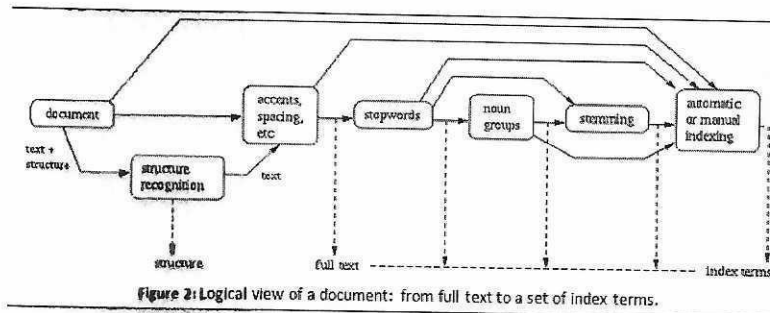 document
accents,
spacing,
etc
stopwords
noun
groups
stemming
automatic
or manual
indexing
text +
structure
structure
recognition
text
structure
full text
index terms
Figure 2: Logical view of a document: from full text to a set of index terms.